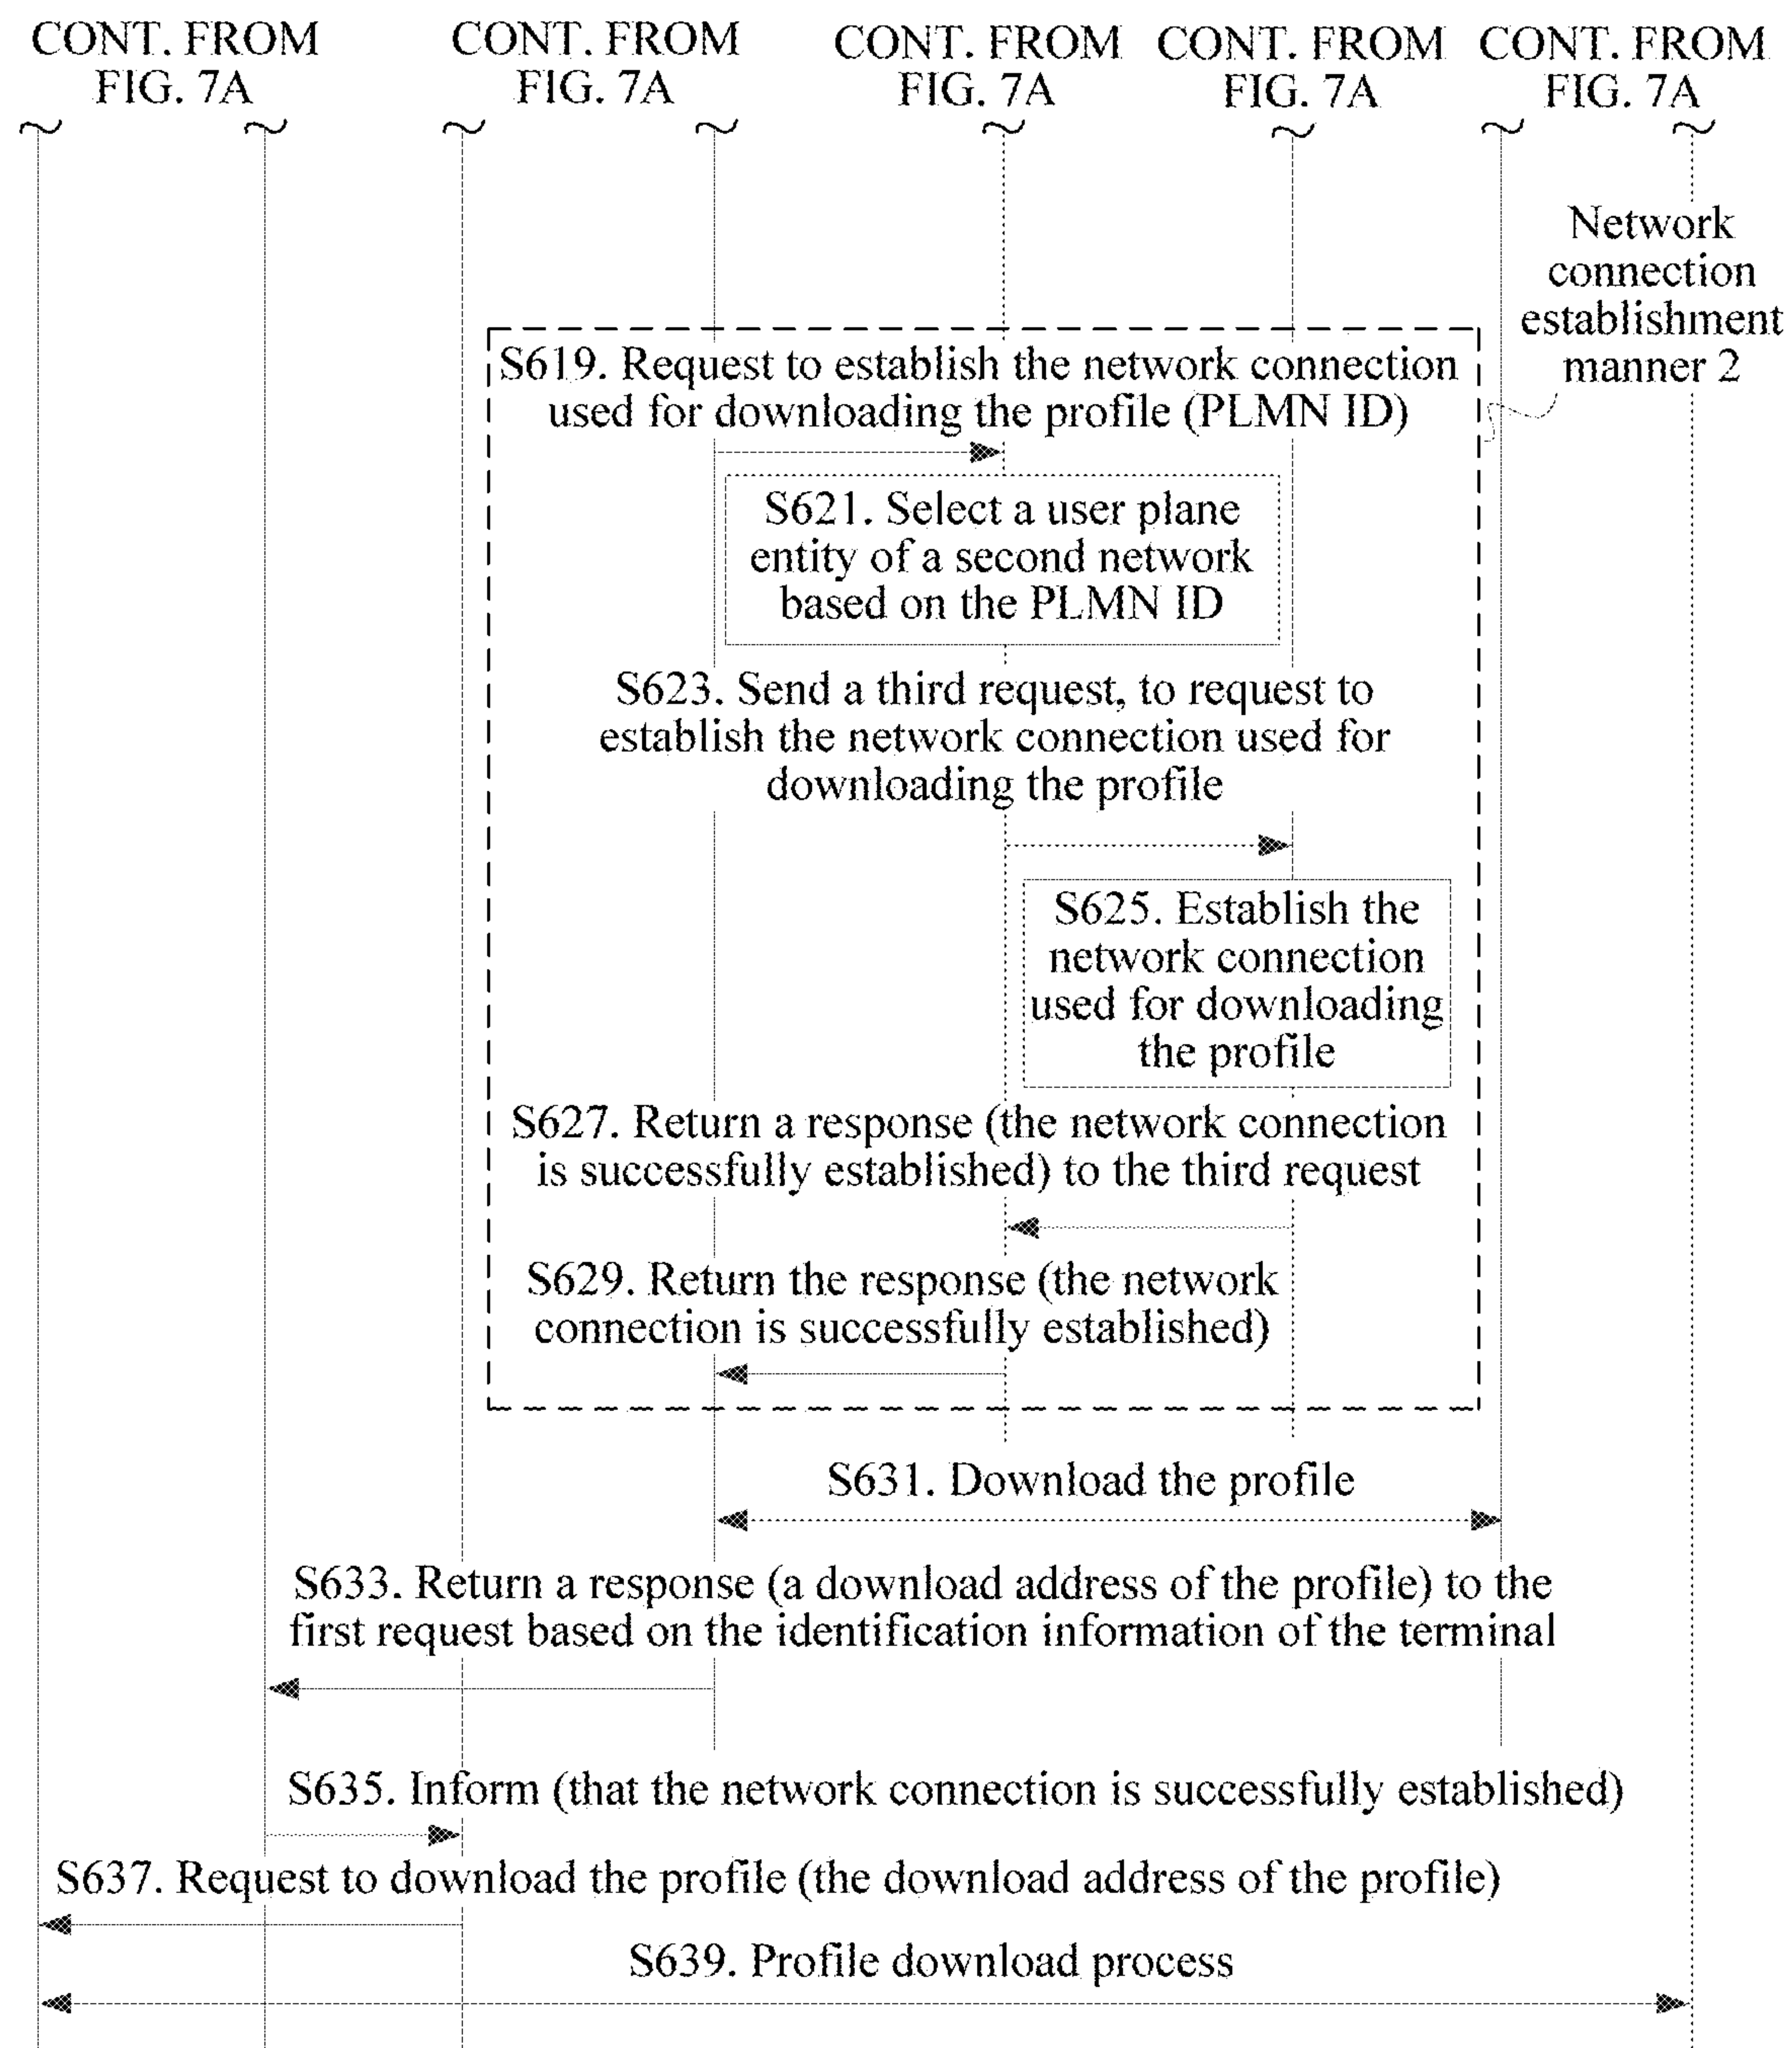 CONT. FROM
FIG. 7A
CONT. FROM
FIG. 7A
CONT. FROM
FIG. 7A
CONT. FROM
FIG. 7A
CONT. FROM
FIG. 7A
Network
connection
establishment
manner 2
S619. Request to establish the network connection
used for downloading the profile (PLMN ID)
S621. Select a user plane
entity of a second network
based on the PLMN ID
S623. Send a third request, to request to
establish the network connection used for
downloading the profile
S625. Establish the
network connection
used for downloading
the profile
S627. Return a response (the network connection
is successfully established) to the third request
S629. Return the response (the network
connection is successfully established)
S631. Download the profile
S633. Return a response (a download address of the profile) to the
first request based on the identification information of the terminal
S635. Inform (that the network connection is successfully established)
S637. Request to download the profile (the download address of the profile)
S639. Profile download process